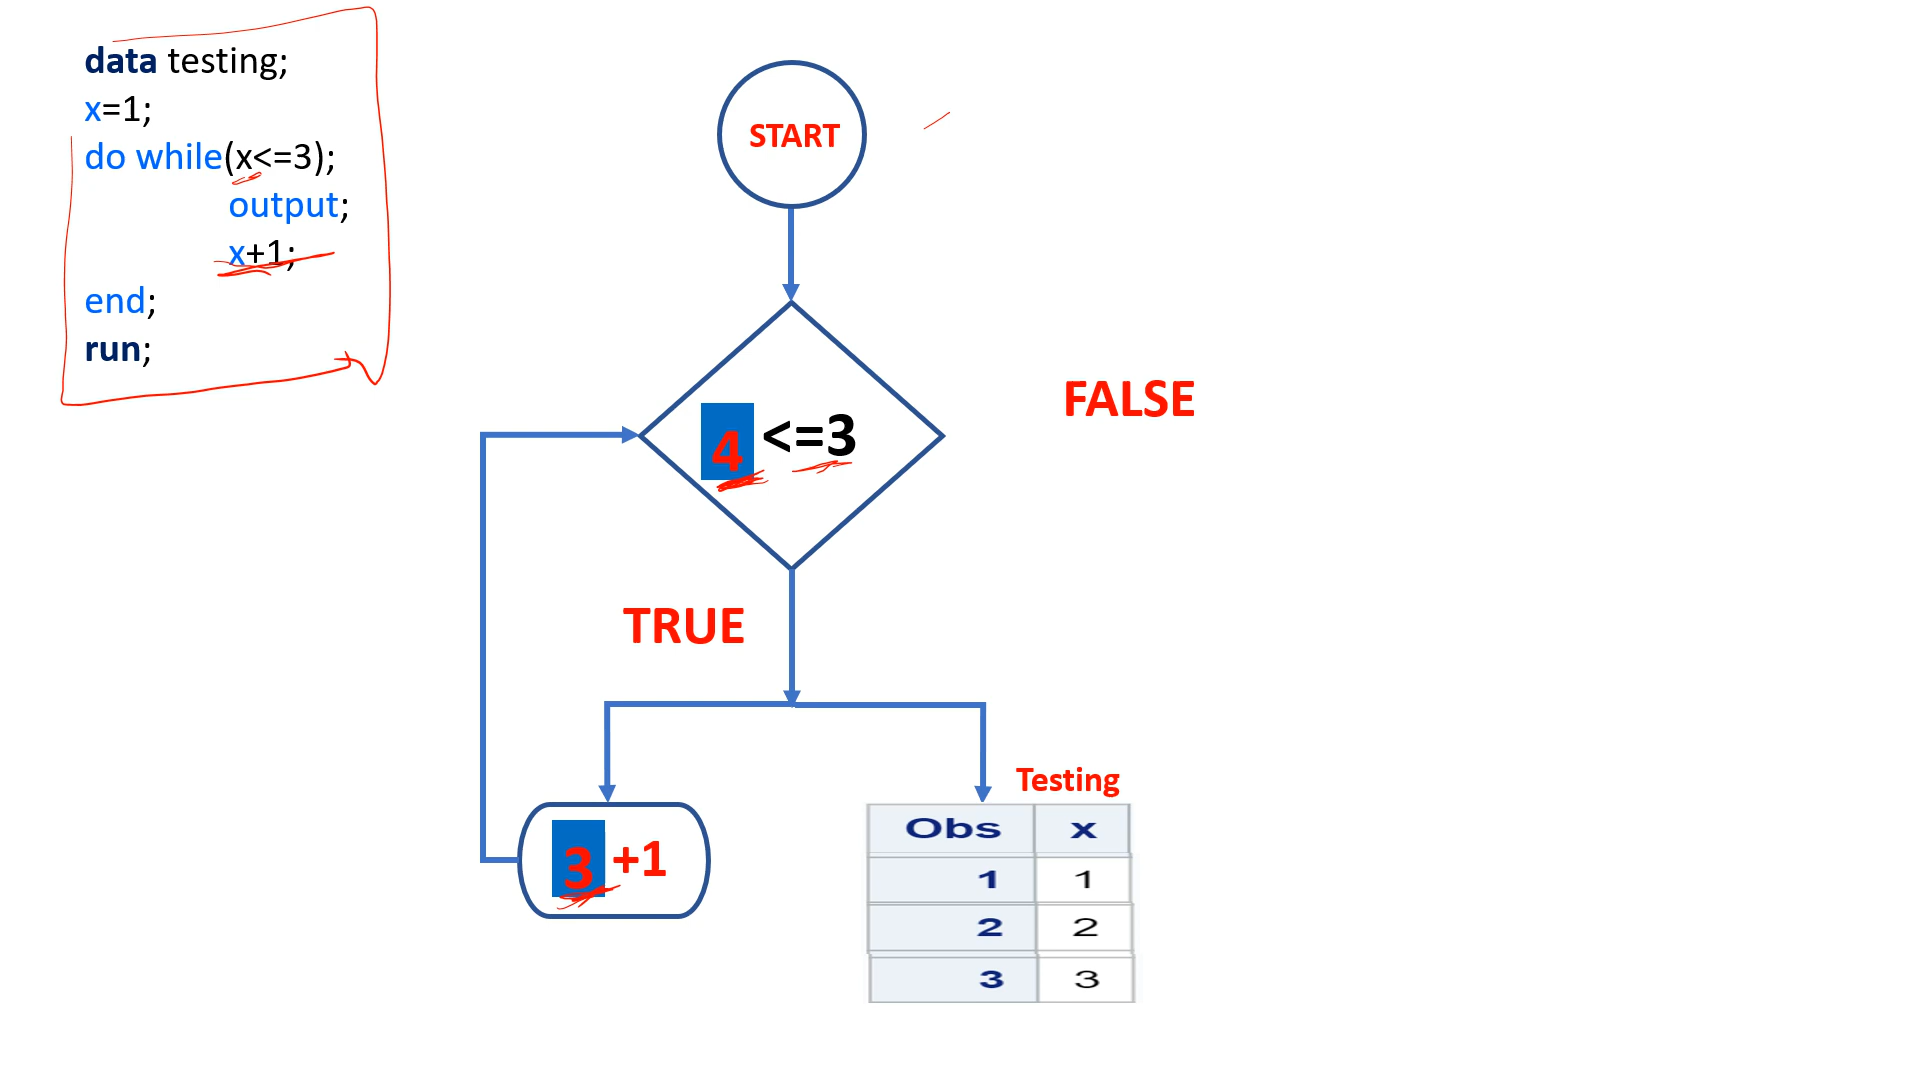 data testing;
x=1;
do while(x<=3);
output;
x+1;
end;
run;
START
4 <=3
FALSE
TRUE
3 +1
Testing
Obs x
1 1
2 2
3 3